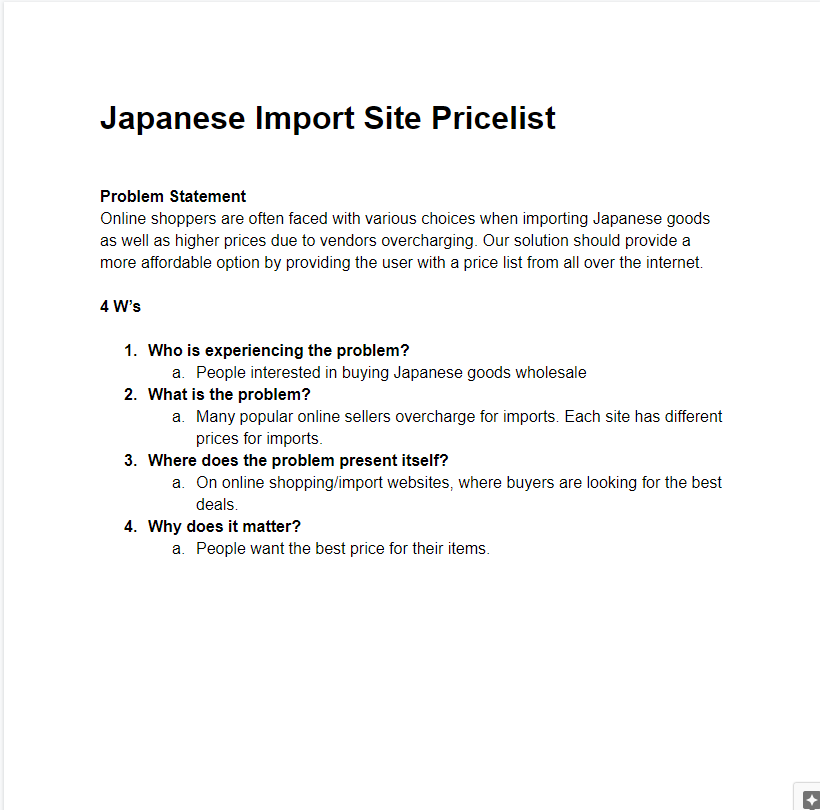 Japanese Import Site Pricelist
Problem Statement
Online shoppers are often faced with various choices when importing Japanese goods
as well as higher prices due to vendors overcharging. Our solution should provide a
more affordable option by providing the user with a price list from all over the internet.
4 W’s
1. Who is experiencing the problem?
a. People interested in buying Japanese goods wholesale
2. What is the problem?
a. Many popular online sellers overcharge for imports. Each site has different
prices for imports.
3. Where does the problem present itself?
a. On online shopping/import websites, where buyers are looking for the best
deals.
4. Why does it matter?
a. People want the best price for their items.